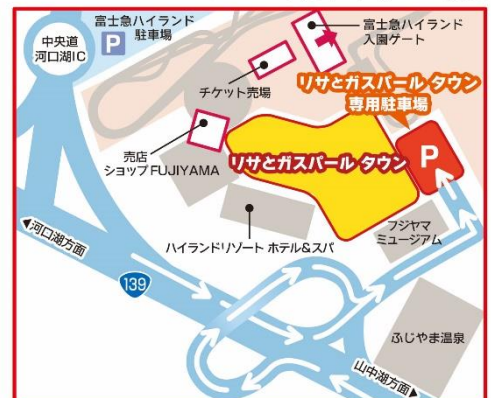 中央道
河口湖IC
P
富士急ハイランド
駐車場
富士急ハイランド
入園ゲート
チケット売場
リサとガスパール タウン
専用駐車場
P
売店
ショップ FUJIYAMA
リサとガスパール タウン
フジヤマ
ミュージアム
ハイランドリゾート ホテル&スパ
◀河口湖方面
139
ふじやま温泉
山中湖方面▶